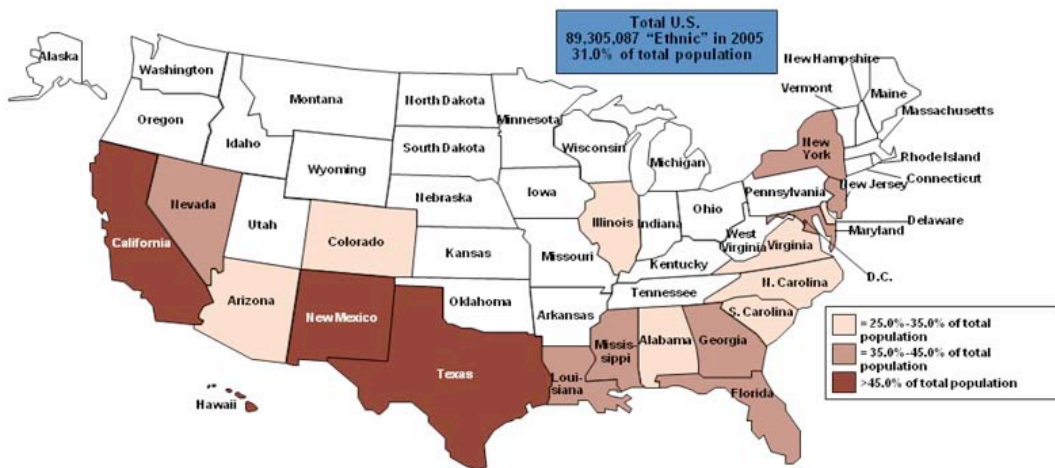 Total U.S.
89,305,087 “Ethnic” in 2005
31.0% of total population
Alaska
Washington
Oregon
Idaho
Montana
Wyoming
North Dakota
South Dakota
Nebraska
Minnesota
Wisconsin
Michigan
Iowa
New Hampshire
Vermont
Maine
Massachusetts
New
York
Rhode Island
Connecticut
Pennsylvania
New Jersey
Delaware
Maryland
D.C.
Nevada
Utah
California
Colorado
Kansas
Missouri
Illinois
Indiana
Ohio
West
Virginia
Virginia
Kentucky
Tennessee
N. Carolina
S. Carolina
Arizona
New Mexico
Oklahoma
Arkansas
Texas
Loui-
siana
Missis-
sippi
Alabama
Georgia
Florida
Hawaii
= 25.0%-35.0% of total
population
= 35.0%-45.0% of total
population
>45.0% of total population